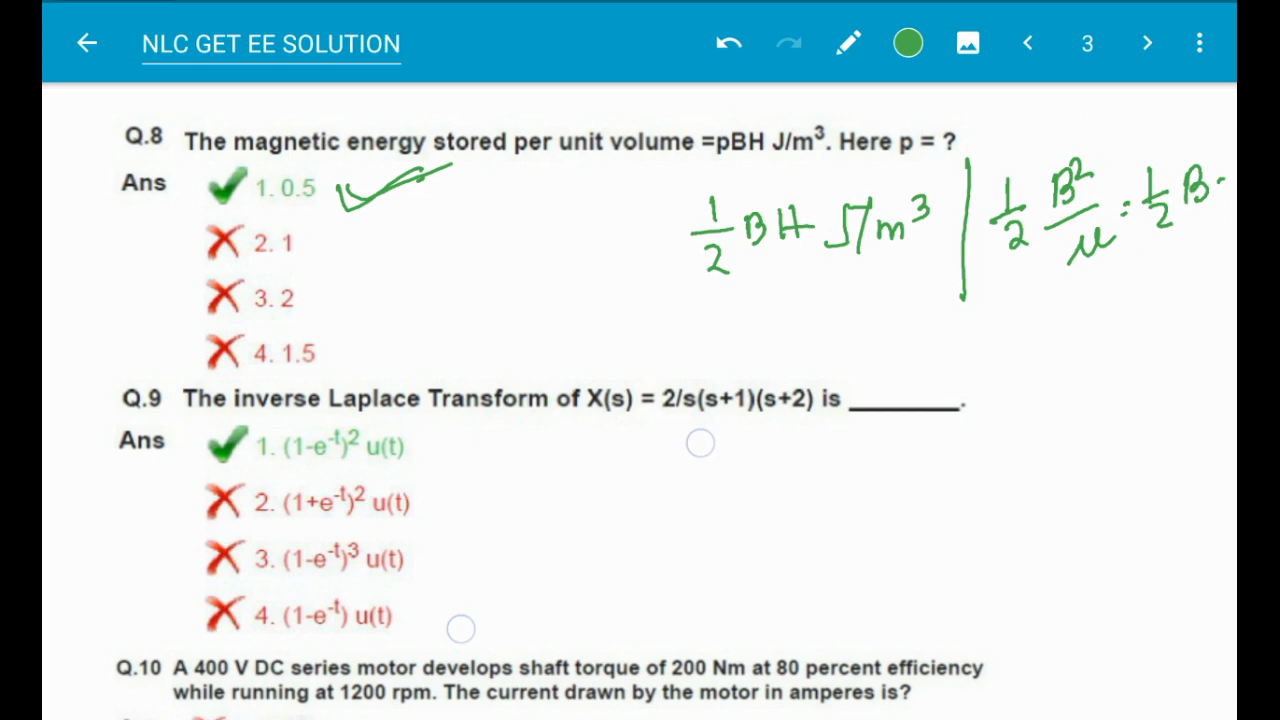 NLC GET EE SOLUTION
3
Q.8 The magnetic energy stored per unit volume =pBH J/m³. Here p = ?
Ans 1. 0.5
2. 1
3. 2
4. 1.5
1/2 BH J/m³ | 1/2 B²/μ = 1/2 B·
Q.9 The inverse Laplace Transform of X(s) = 2/s(s+1)(s+2) is ________.
Ans 1. (1-e⁻ᵗ)² u(t)
2. (1+e⁻ᵗ)² u(t)
3. (1-e⁻ᵗ)³ u(t)
4. (1-e⁻ᵗ) u(t)
Q.10 A 400 V DC series motor develops shaft torque of 200 Nm at 80 percent efficiency
while running at 1200 rpm. The current drawn by the motor in amperes is?